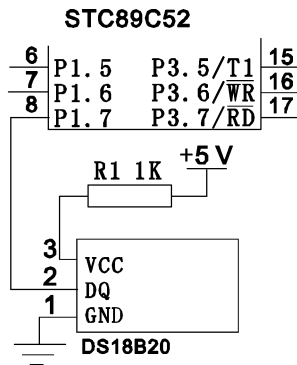 STC89C52
6 P1.5 P3.5/T1 15
7 P1.6 P3.6/WR 16
8 P1.7 P3.7/RD 17
+5 V
R1 1K
3 VCC
2 DQ
1 GND
DS18B20